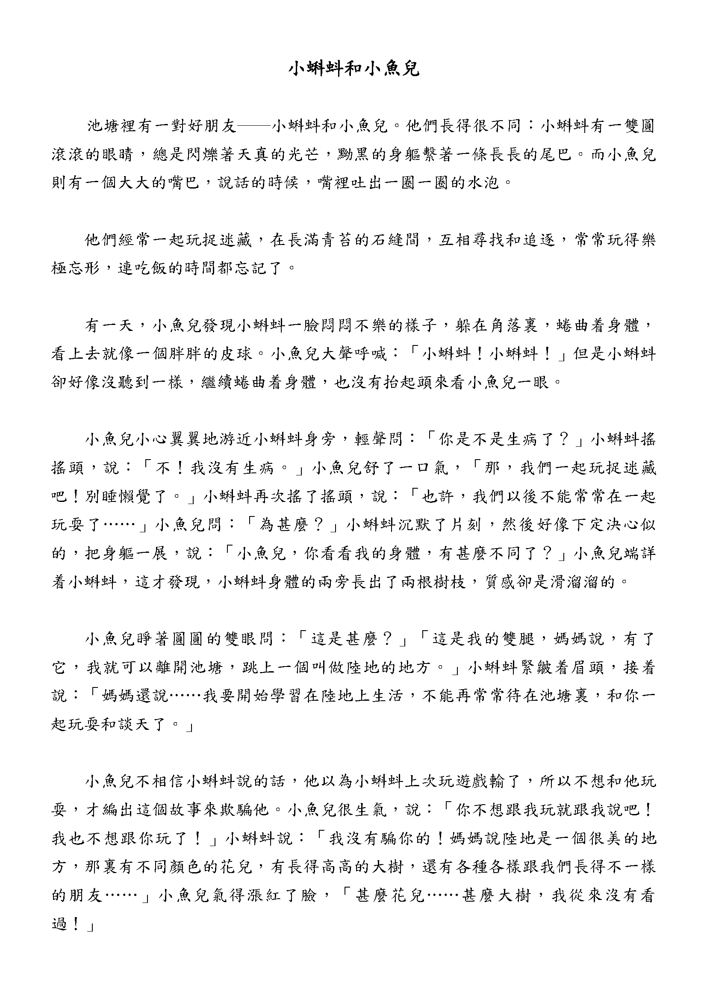 小蝌蚪和小魚兒
池塘裡有一對好朋友──小蝌蚪和小魚兒。他們長得很不同：小蝌蚪有一雙圓
滾滾的眼睛，總是閃爍著天真的光芒，黝黑的身軀繫著一條長長的尾巴。而小魚兒
則有一個大大的嘴巴，說話的時候，嘴裡吐出一圈一圈的水泡。
他們經常一起玩捉迷藏，在長滿青苔的石縫間，互相尋找和追逐，常常玩得樂
極忘形，連吃飯的時間都忘記了。
有一天，小魚兒發現小蝌蚪一臉悶悶不樂的樣子，躲在角落裏，蜷曲着身體，
看上去就像一個胖胖的皮球。小魚兒大聲呼喊：「小蝌蚪！小蝌蚪！」但是小蝌蚪
卻好像沒聽到一樣，繼續蜷曲着身體，也沒有抬起頭來看小魚兒一眼。
小魚兒小心翼翼地游近小蝌蚪身旁，輕聲問：「你是不是生病了？」小蝌蚪搖
搖頭，說：「不！我沒有生病。」小魚兒舒了一口氣，「那，我們一起玩捉迷藏
吧！別睡懶覺了。」小蝌蚪再次搖了搖頭，說：「也許，我們以後不能常常在一起
玩耍了……」小魚兒問：「為甚麼？」小蝌蚪沉默了片刻，然後好像下定決心似
的，把身軀一展，說：「小魚兒，你看看我的身體，有甚麼不同了？」小魚兒端詳
着小蝌蚪，這才發現，小蝌蚪身體的兩旁長出了兩根樹枝，質感卻是滑溜溜的。
小魚兒睜著圓圓的雙眼問：「這是甚麼？」「這是我的雙腿，媽媽說，有了
它，我就可以離開池塘，跳上一個叫做陸地的地方。」小蝌蚪緊皺着眉頭，接着
說：「媽媽還說……我要開始學習在陸地上生活，不能再常常待在池塘裏，和你一
起玩耍和談天了。」
小魚兒不相信小蝌蚪說的話，他以為小蝌蚪上次玩遊戲輸了，所以不想和他玩
耍，才編出這個故事來欺騙他。小魚兒很生氣，說：「你不想跟我玩就跟我說吧！
我也不想跟你玩了！」小蝌蚪說：「我沒有騙你的！媽媽說陸地是一個很美的地
方，那裏有不同顏色的花兒，有長得高高的大樹，還有各種各樣跟我們長得不一樣
的朋友……」小魚兒氣得漲紅了臉，「甚麼花兒……甚麼大樹，我從來沒有看
過！」